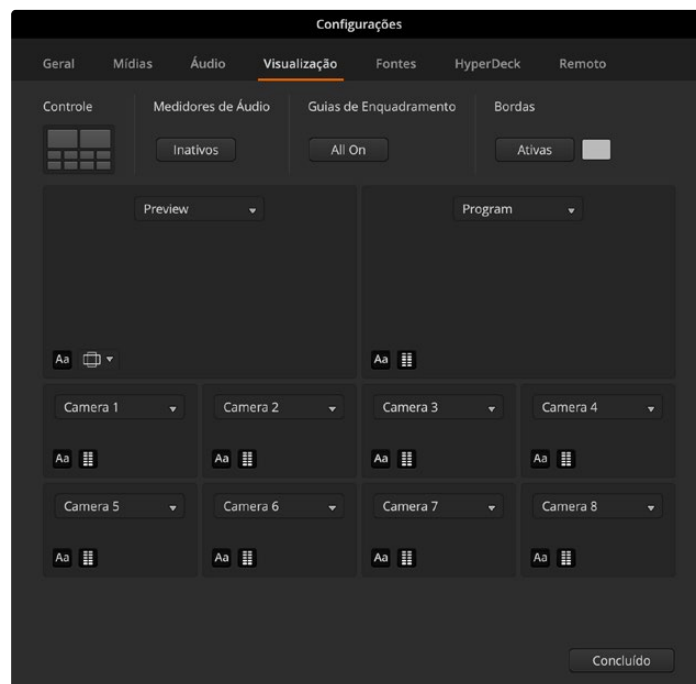 Configurações
Geral Mídias Áudio Visualização Fontes HyperDeck Remoto
Controle Medidores de Áudio Guias de Enquadramento Bordas
Inativos All On Ativas
Preview Program
Aa Aa
Camera 1 Camera 2 Camera 3 Camera 4
Aa Aa Aa Aa
Camera 5 Camera 6 Camera 7 Camera 8
Aa Aa Aa Aa
Concluído